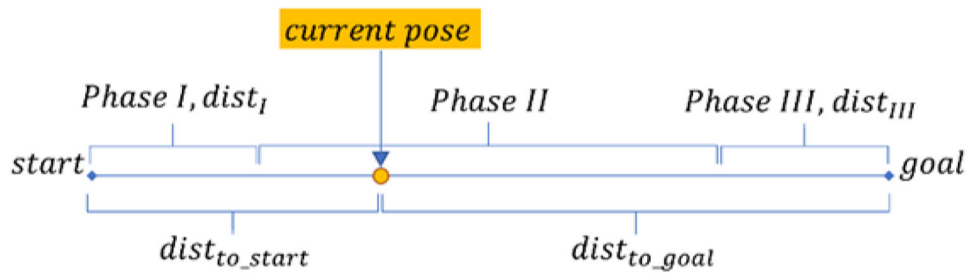 current pose
Phase I, dist_I
Phase II
Phase III, dist_III
start
goal
dist_to_start
dist_to_goal